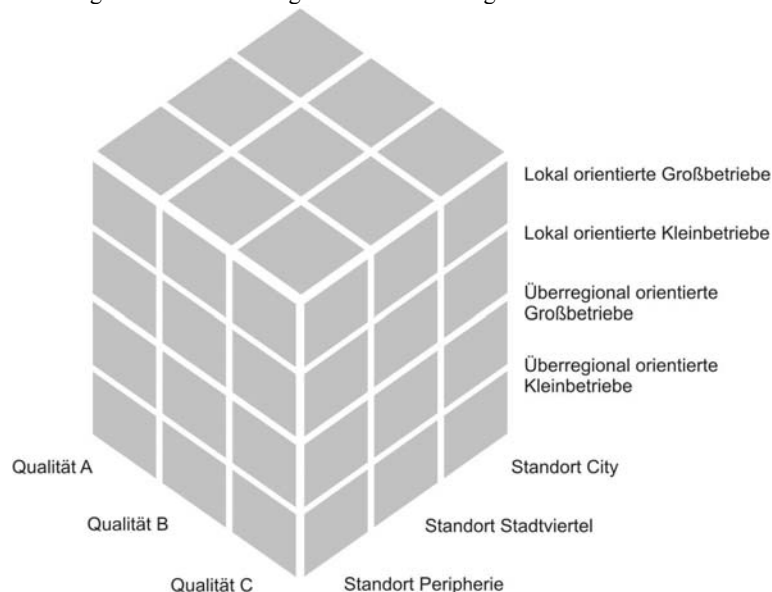 Lokal orientierte Großbetriebe
Lokal orientierte Kleinbetriebe
Überregional orientierte
Großbetriebe
Überregional orientierte
Kleinbetriebe
Qualität A
Standort City
Qualität B
Standort Stadtviertel
Qualität C
Standort Peripherie